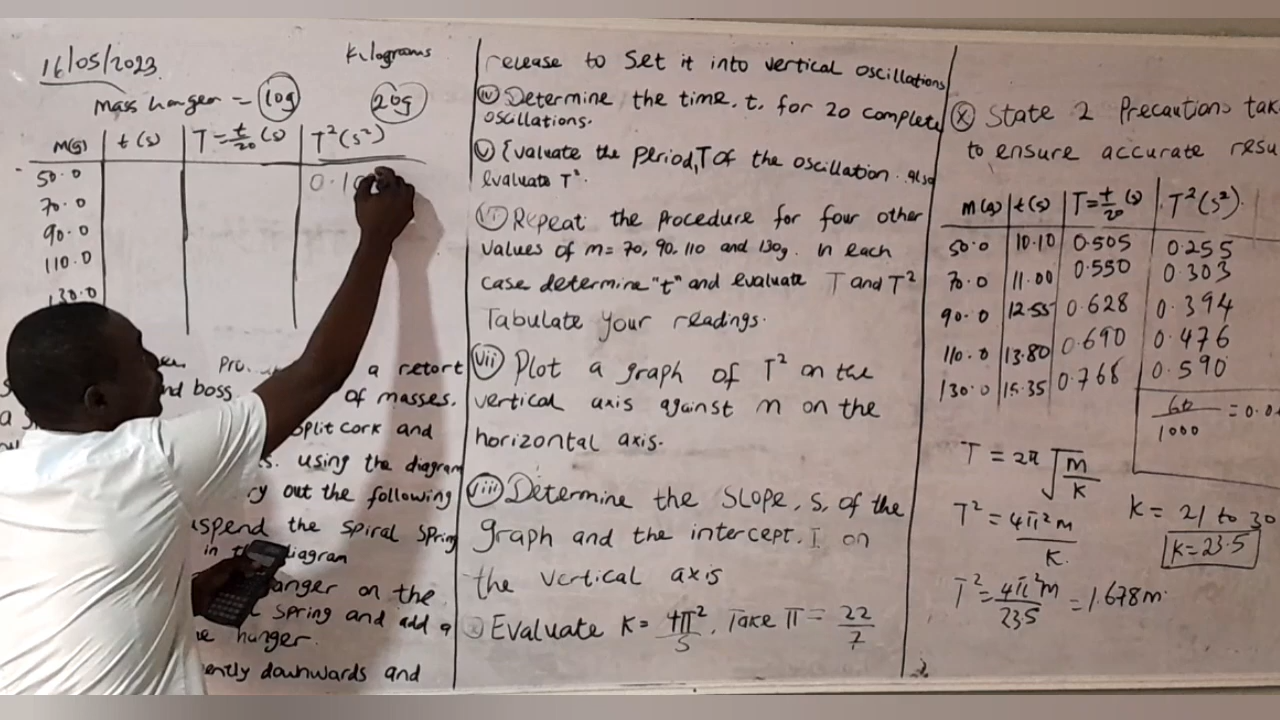 16/05/2023
Kilograms
Mass hanger = 10g 20g
M(g) t(s) T=t/20(s) T²(s²)
50.0 0.10
70.0
90.0
110.0
130.0
a retort
nd boss of masses.
split cork and
using the diagram
out the following
the spiral spring
in diagram
on the
spring and add a
hanger.
downwards and
release to set it into vertical oscillations
iv Determine the time, t, for 20 complete
oscillations.
v Evaluate the period, T of the oscillation. Also
evaluate T².
vi Repeat the procedure for four other
values of m= 70, 90, 110 and 130g. In each
case determine "t" and evaluate T and T²
Tabulate your readings.
vii Plot a graph of T² on the
vertical axis against m on the
horizontal axis.
viii Determine the slope, s, of the
graph and the intercept, I on
the vertical axis
Evaluate K= 4π²/s, Take π = 22/7
x State 2 Precautions
to ensure accurate
M(g) t(s) T=t/20(s) T²(s²)
50.0 10.10 0.505 0.255
70.0 11.00 0.550 0.303
90.0 12.55 0.628 0.394
110.0 13.80 0.690 0.476
130.0 15.35 0.768 0.590
60/1000 =
T = 2π√m/k
T² = 4π²m/K.
K = 21 to 30
K=23.5
T² = 4π²m/23.5 = 1.678m.